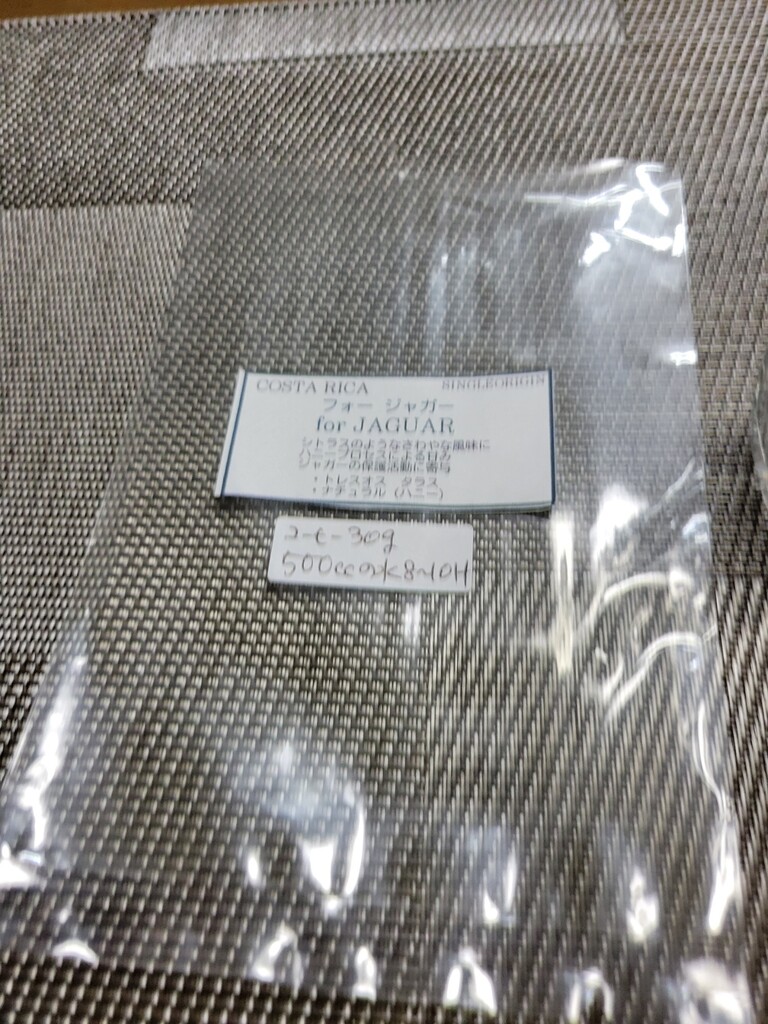 COSTA RICA SINGLEORIGIN
フォー ジャガー
for JAGUAR
シトラスのようなさわやな風味に
ハニープロセスによる甘み
ジャガーの保護活動に寄与
・トレスオス タラス
・ナチュラル (ハニー)
コーヒー30g
500ccの水8~10H